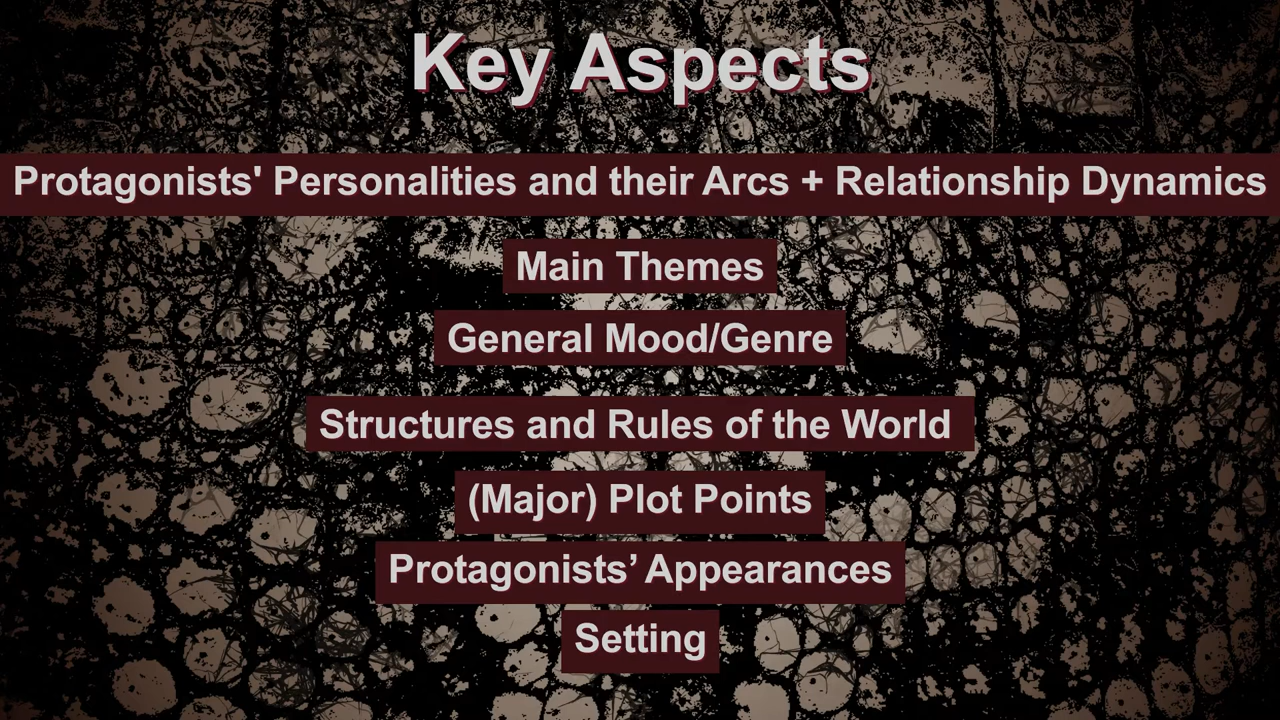 Key Aspects
Protagonists' Personalities and their Arcs + Relationship Dynamics
Main Themes
General Mood/Genre
Structures and Rules of the World
(Major) Plot Points
Protagonists’ Appearances
Setting